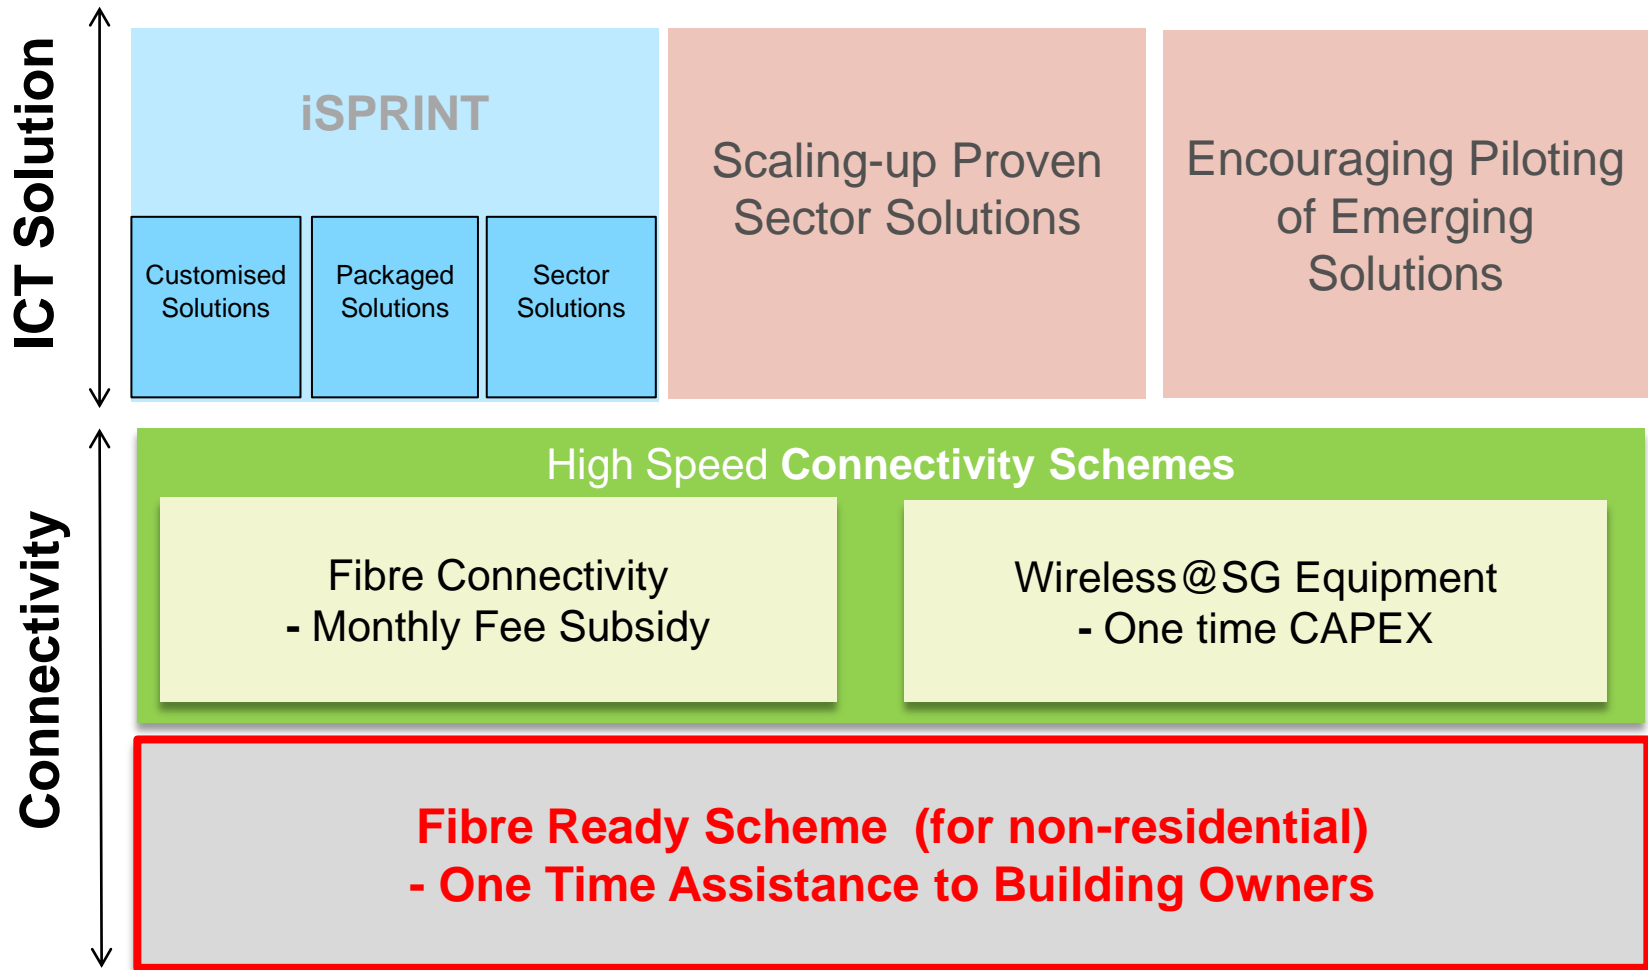 ICT Solution
iSPRINT
Customised
Solutions
Packaged
Solutions
Sector
Solutions
Scaling-up Proven
Sector Solutions
Encouraging Piloting
of Emerging
Solutions
Connectivity
High Speed Connectivity Schemes
Fibre Connectivity
- Monthly Fee Subsidy
Wireless@SG Equipment
- One time CAPEX
Fibre Ready Scheme (for non-residential)
- One Time Assistance to Building Owners